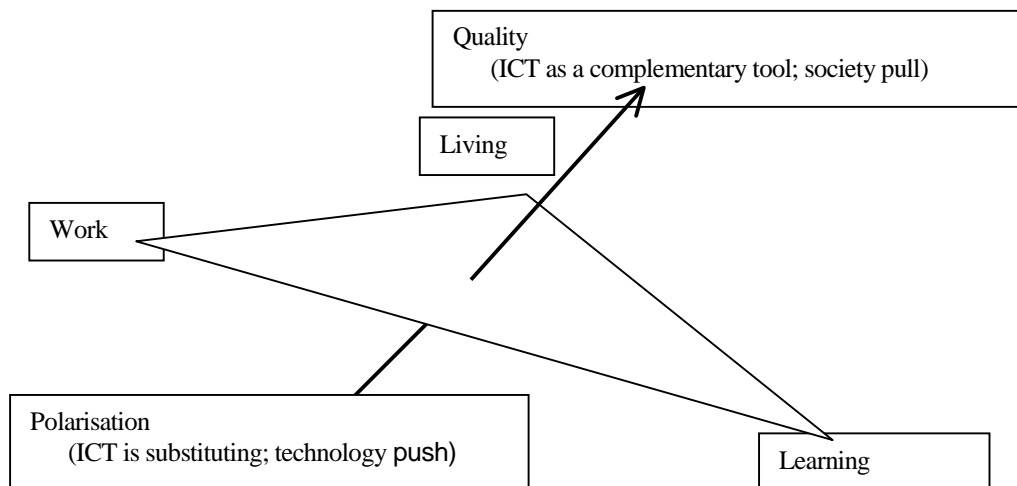 Quality
(ICT as a complementary tool; society pull)
Living
Work
Polarisation
(ICT is substituting; technology push)
Learning